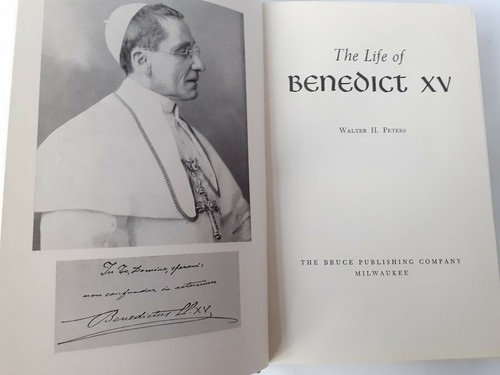 In Te, Domine, speravi:
non confundar in aeternum
Benedictus PP. XV.
The Life of
BENEDICT XV
WALTER H. PETERS
THE BRUCE PUBLISHING COMPANY
MILWAUKEE